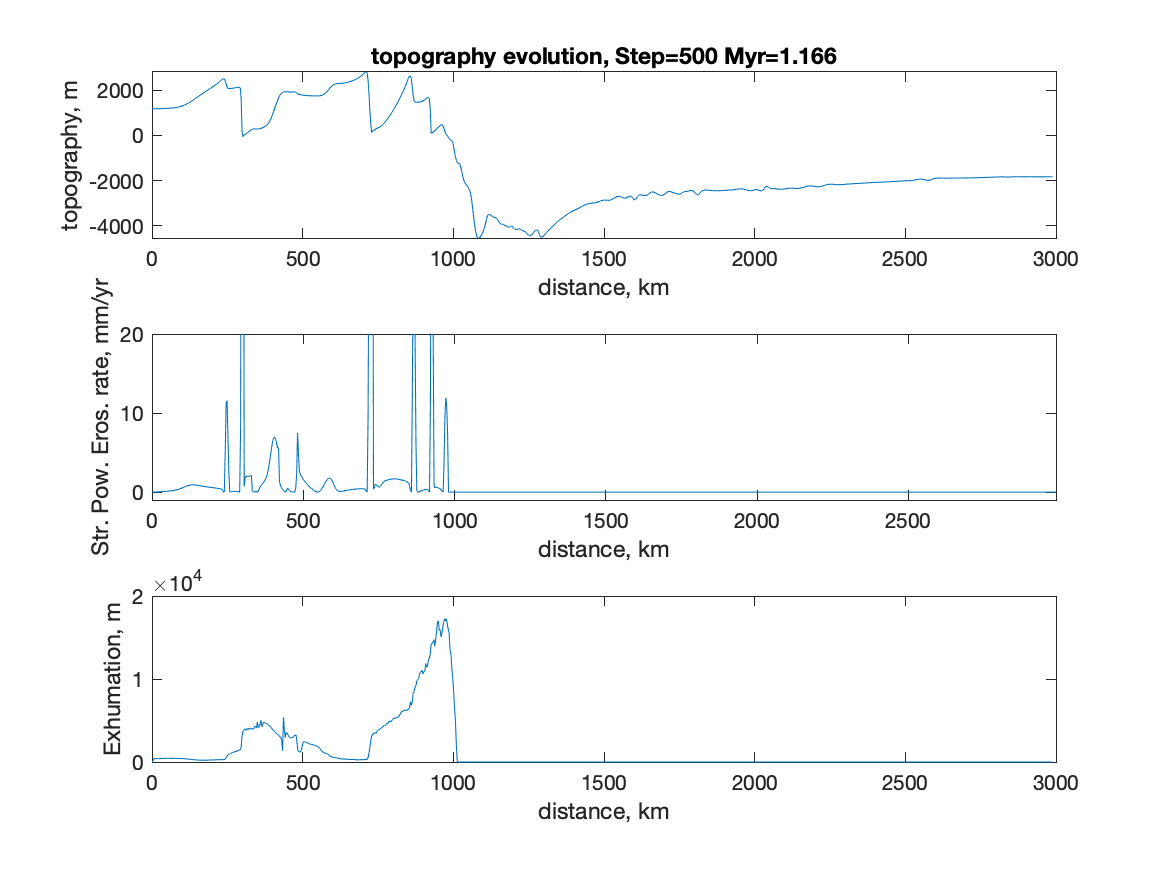 topography evolution, Step=500 Myr=1.166
topography, m
2000
0
-2000
-4000
0 500 1000 1500 2000 2500 3000
distance, km
Str. Pow. Eros. rate, mm/yr
20
10
0
0 500 1000 1500 2000 2500
distance, km
×10⁴
Exhumation, m
2
1
0
0 500 1000 1500 2000 2500 3000
distance, km